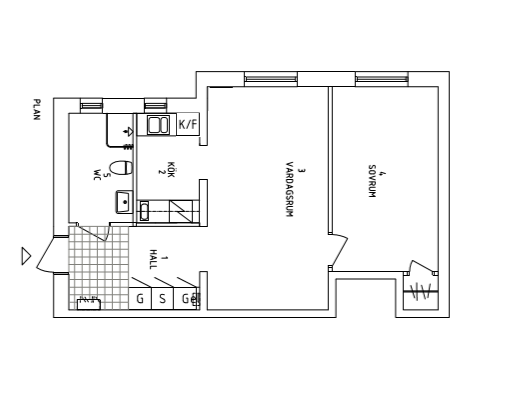 PLAN
K/F
5
WC
KÖK
2
3
VARDAGSRUM
4
SOVRUM
1
HALL
G
S
G